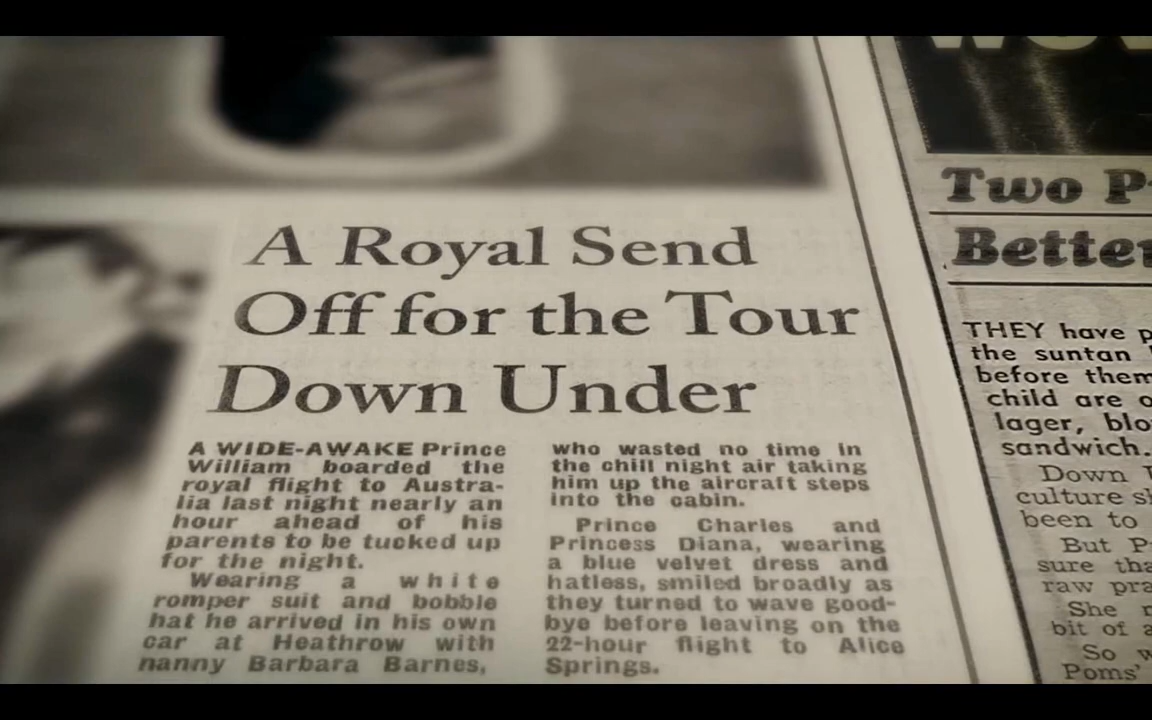 A Royal Send
Off for the Tour
Down Under
A WIDE-AWAKE Prince
William boarded the
royal flight to Austra-
lia last night nearly an
hour ahead of his
parents to be tucked up
for the night.
Wearing a white
romper suit and bobble
hat he arrived in his own
car at Heathrow with
nanny Barbara Barnes,
who wasted no time in
the chill night air taking
him up the aircraft steps
into the cabin.
Prince Charles and
Princess Diana, wearing
a blue velvet dress and
hatless, smiled broadly as
they turned to wave good-
bye before leaving on the
22-hour flight to Alice
Springs.
Two
Better
THEY have
the suntan
before them
child are
lager,
sandwich.
Down
culture
been to
But
sure
raw
She
bit of
So
Poms'